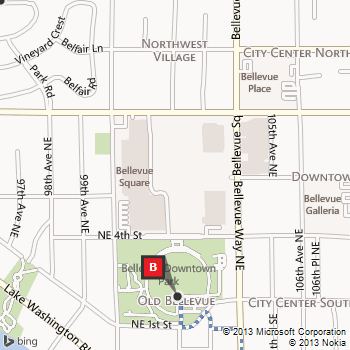 Vineyard Crest
Belfair Ln
Belfair Rd
Park Rd
NORTHWEST
VILLAGE
Bellevue
CITY CENTER NORTH
Bellevue
Place
Bellevue Sq
105th Ave NE
98th Ave NE
99th Ave NE
97th Ave NE
Bellevue
Square
DOWNTOWN
Bellevue
Galleria
Bellevue Way NE
NE 4th St
106th Ave NE
106th Pl NE
B
Downtown
Park
OLD BELLEVUE
CITY CENTER SOUTH
Lake Washington
NE 1st St
bing
© 2013 Microsoft Corporation
© 2013 Nokia